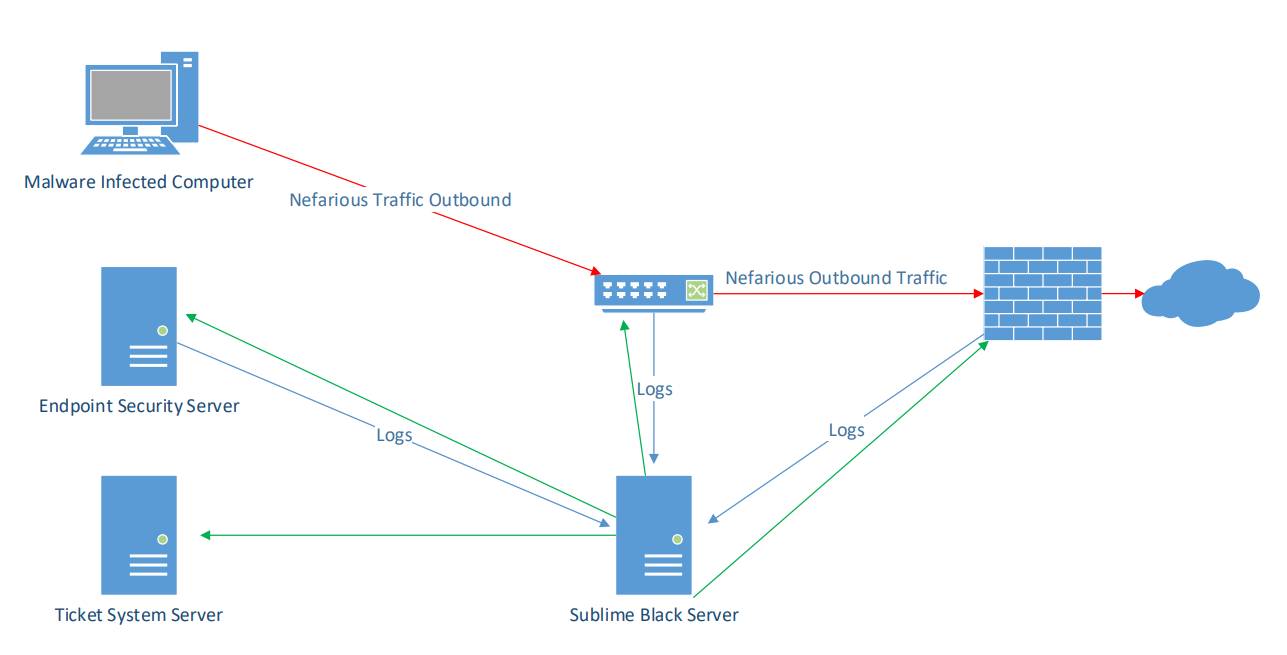 Malware Infected Computer
Nefarious Traffic Outbound
Nefarious Outbound Traffic
Endpoint Security Server
Logs
Logs
Logs
Ticket System Server
Sublime Black Server